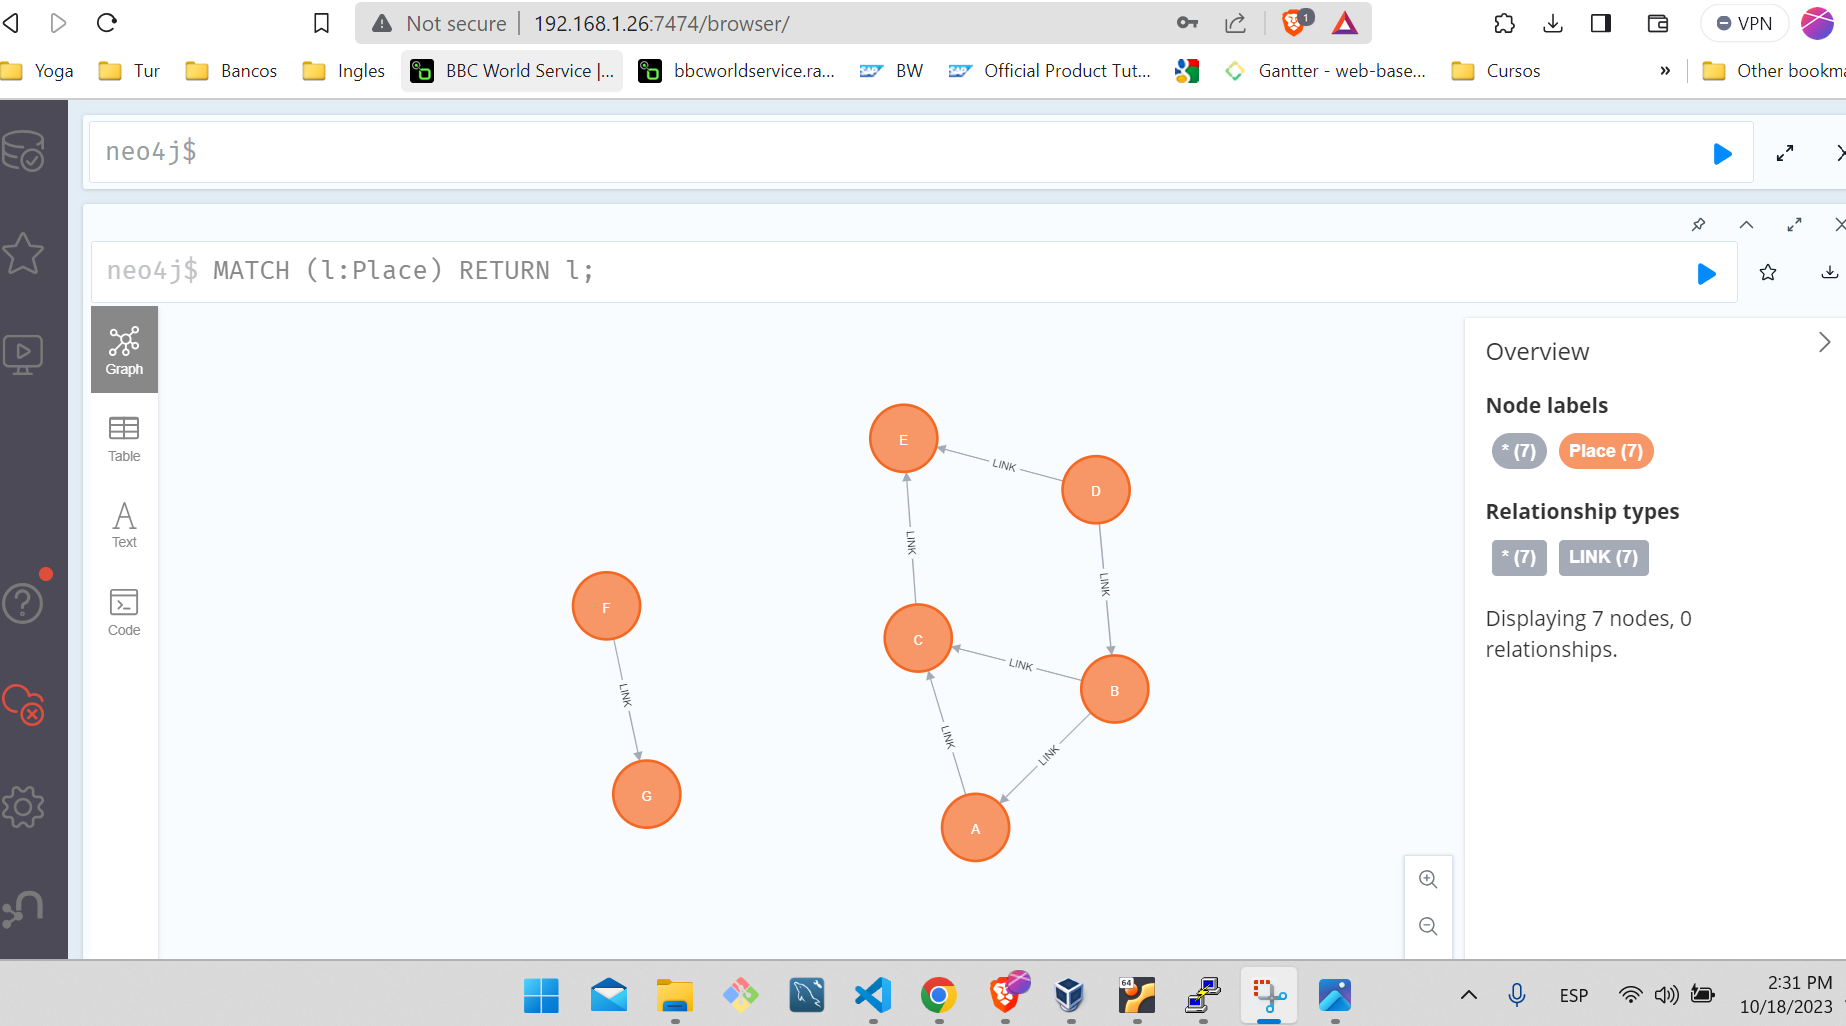 Not secure 192.168.1.26:7474/browser/ 1 VPN
Yoga Tur Bancos Ingles BBC World Service |... bbcworldservice.ra... BW Official Product Tut... Gantter - web-base... Cursos » Other bookma
neo4j$
neo4j$ MATCH (l:Place) RETURN l;
Graph
Table
Text
Code
E
LINK
D
LINK
LINK
F
C
LINK
B
LINK
LINK
LINK
G
A
Overview
Node labels
* (7) Place (7)
Relationship types
* (7) LINK (7)
Displaying 7 nodes, 0
relationships.
64
ESP
2:31 PM
10/18/2023